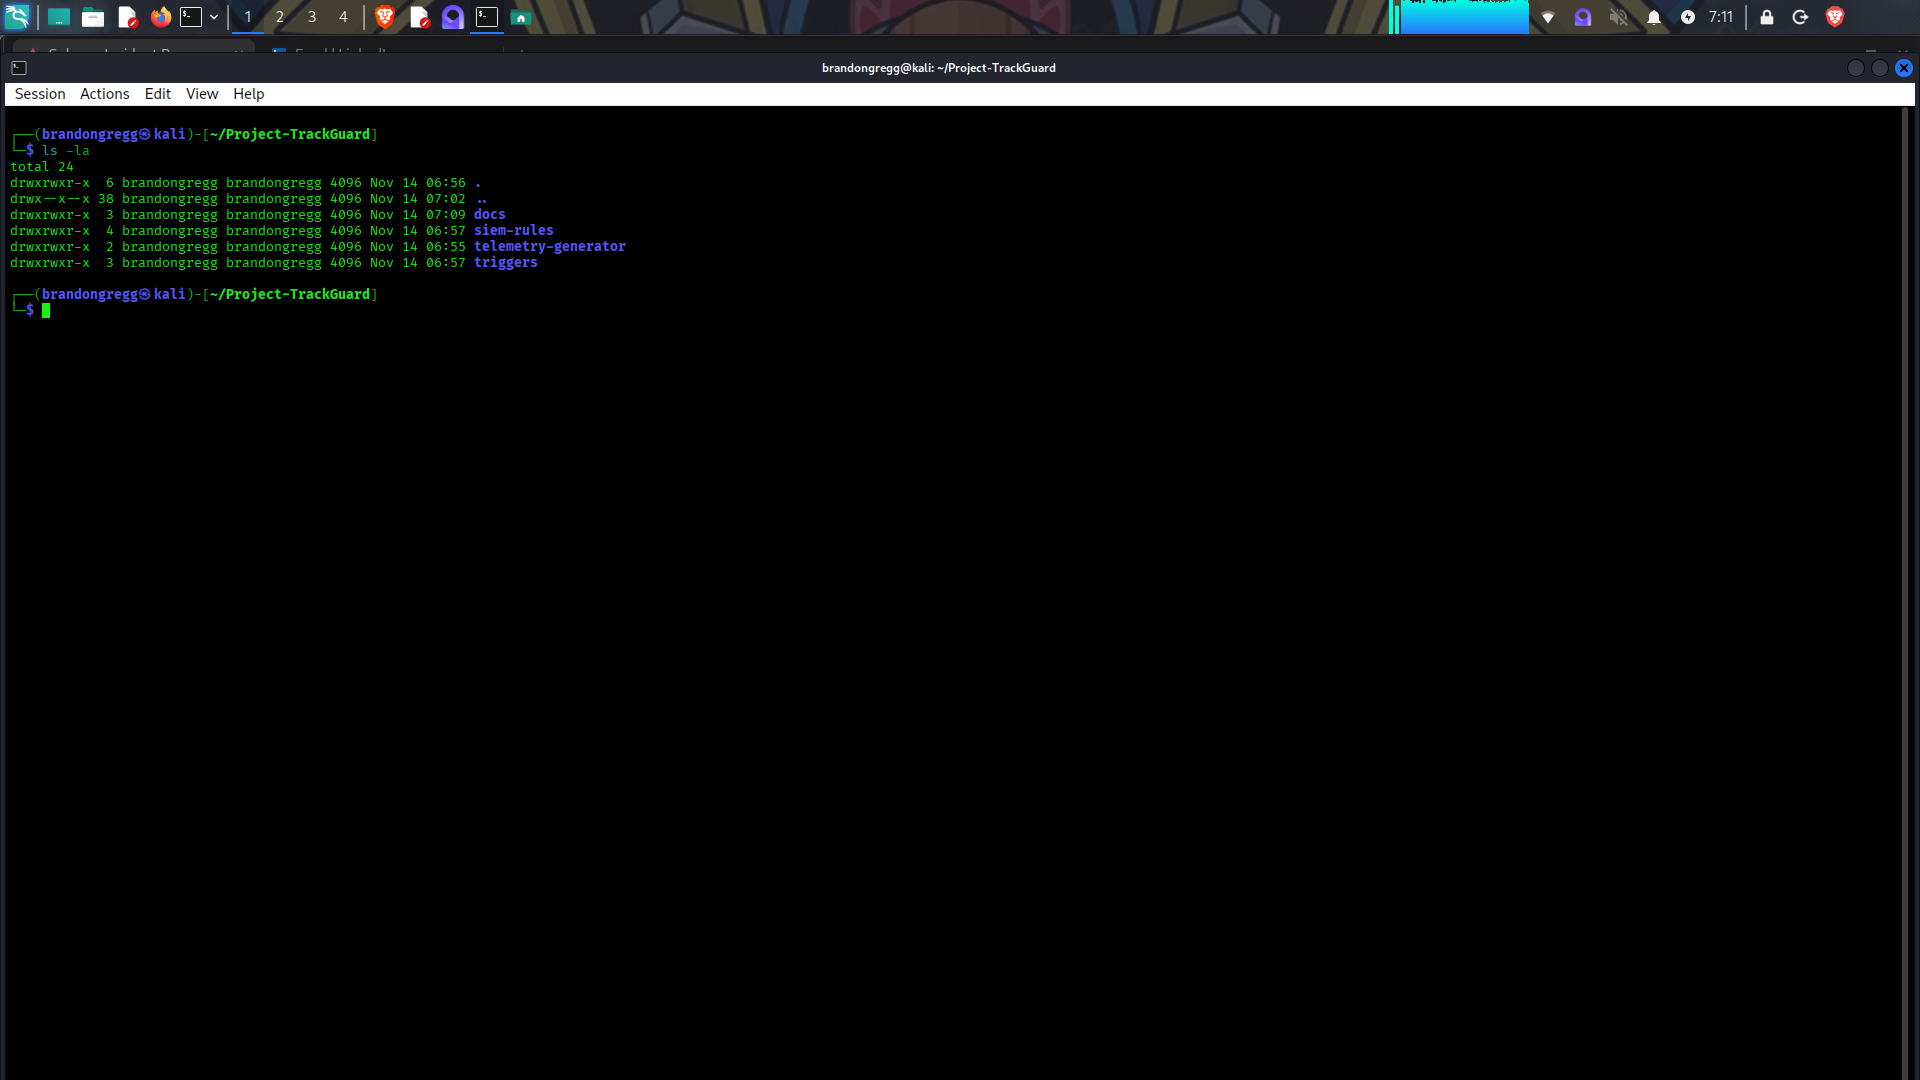 1 2 3 4 7:11
brandongregg@kali: ~/Project-TrackGuard
Session Actions Edit View Help
┌──(brandongregg㉿kali)-[~/Project-TrackGuard]
└─$ ls -la
total 24
drwxrwxr-x  6 brandongregg brandongregg 4096 Nov 14 06:56 .
drwx--x--x 38 brandongregg brandongregg 4096 Nov 14 07:02 ..
drwxrwxr-x  3 brandongregg brandongregg 4096 Nov 14 07:09 docs
drwxrwxr-x  4 brandongregg brandongregg 4096 Nov 14 06:57 siem-rules
drwxrwxr-x  2 brandongregg brandongregg 4096 Nov 14 06:55 telemetry-generator
drwxrwxr-x  3 brandongregg brandongregg 4096 Nov 14 06:57 triggers
┌──(brandongregg㉿kali)-[~/Project-TrackGuard]
└─$